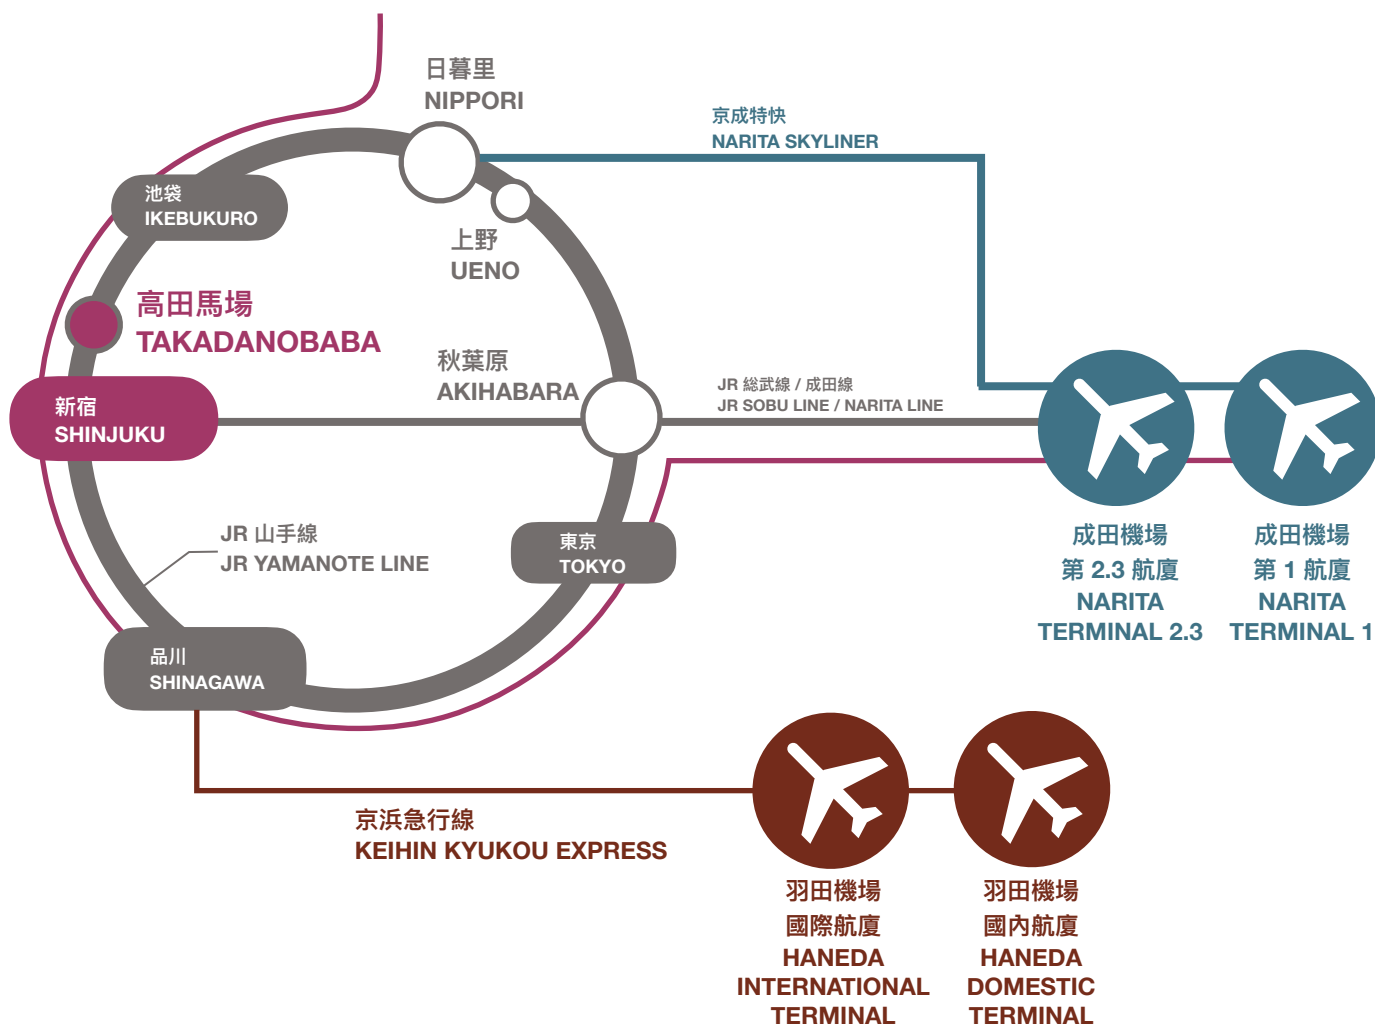 日暮里
NIPPORI
京成特快
NARITA SKYLINER
池袋
IKEBUKURO
上野
UENO
高田馬場
TAKADANOBABA
秋葉原
AKIHABARA
JR 総武線 / 成田線
JR SOBU LINE / NARITA LINE
新宿
SHINJUKU
JR 山手線
JR YAMANOTE LINE
東京
TOKYO
成田機場
第 2.3 航廈
NARITA
TERMINAL 2.3
成田機場
第 1 航廈
NARITA
TERMINAL 1
品川
SHINAGAWA
京浜急行線
KEIHIN KYUKOU EXPRESS
羽田機場
國際航廈
HANEDA
INTERNATIONAL
TERMINAL
羽田機場
國內航廈
HANEDA
DOMESTIC
TERMINAL